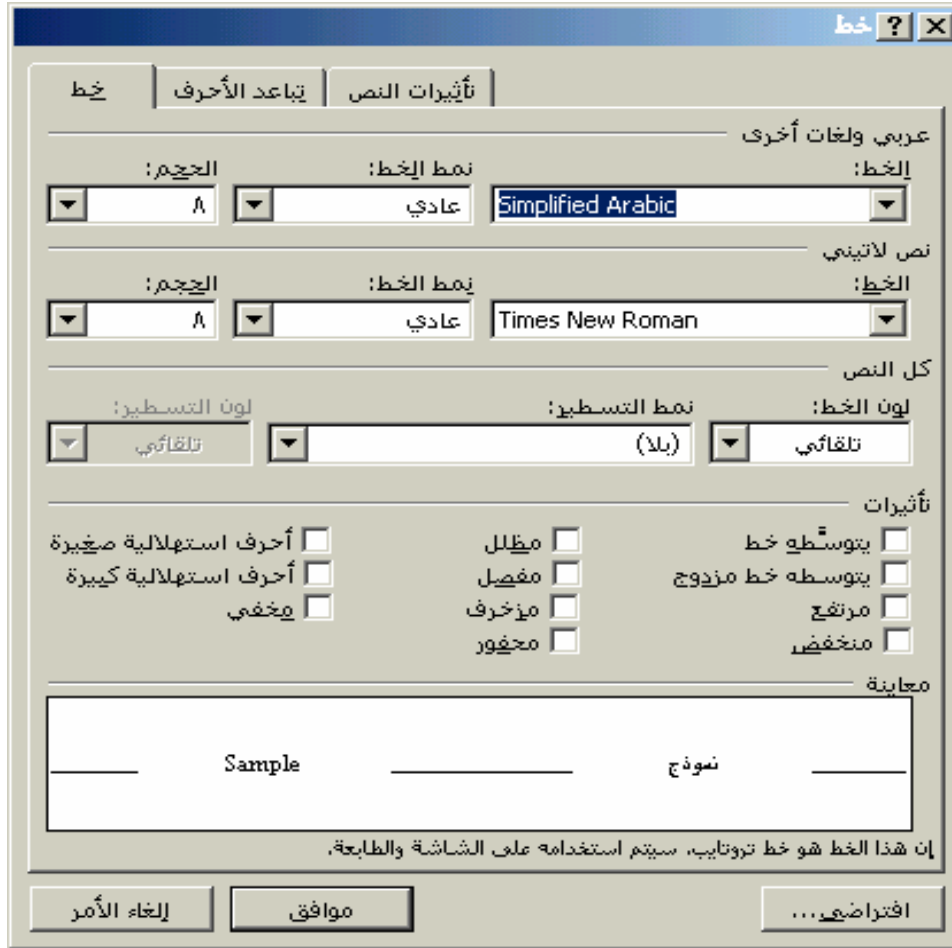 خط
خط تباعد الأحرف تأثيرات النص
عربي ولغات أخرى
الخط: نمط الخط: الحجم:
Simplified Arabic عادي ٨
نص لاتيني
الخط: نمط الخط: الحجم:
Times New Roman عادي ٨
كل النص
لون الخط: نمط التسطير: لون التسطير:
تلقائي (بلا) تلقائي
تأثيرات
يتوسطه خط مظلل أحرف استهلالية صغيرة
يتوسطه خط مزدوج مفصل أحرف استهلالية كبيرة
مرتفع مزخرف مخفي
منخفض محفور
معاينة
نموذج Sample
إن هذا الخط هو خط تروتايب، سيتم استخدامه على الشاشة والطابعة.
افتراضي... موافق إلغاء الأمر